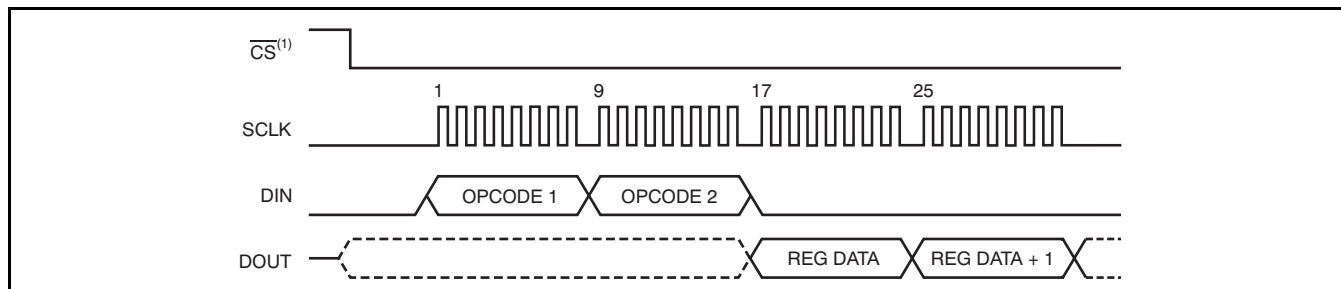 CS(1)
1 9 17 25
SCLK
DIN OPCODE 1 OPCODE 2
DOUT REG DATA REG DATA + 1